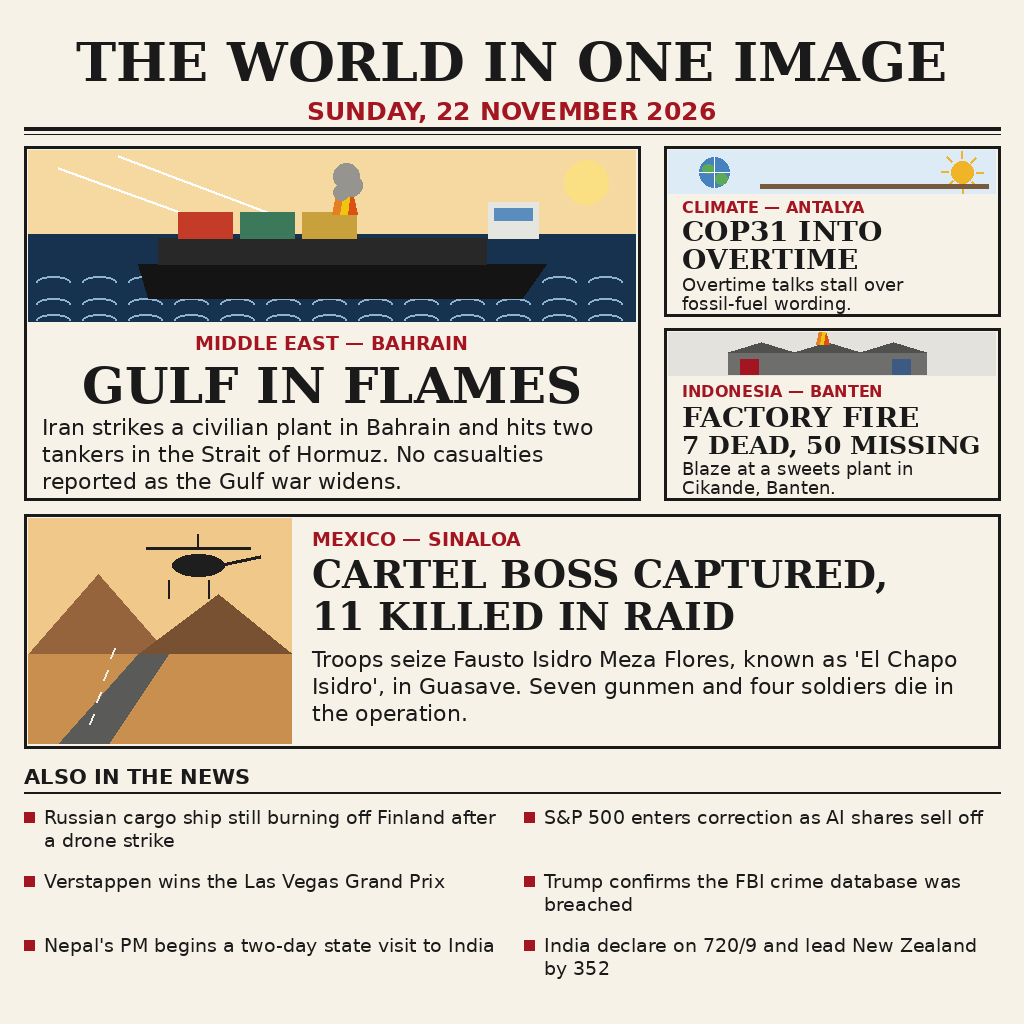 THE WORLD IN ONE IMAGE
SUNDAY, 22 NOVEMBER 2026
MIDDLE EAST — BAHRAIN
GULF IN FLAMES
Iran strikes a civilian plant in Bahrain and hits two
tankers in the Strait of Hormuz. No casualties
reported as the Gulf war widens.
CLIMATE — ANTALYA
COP31 INTO
OVERTIME
Overtime talks stall over
fossil-fuel wording.
INDONESIA — BANTEN
FACTORY FIRE
7 DEAD, 50 MISSING
Blaze at a sweets plant in
Cikande, Banten.
MEXICO — SINALOA
CARTEL BOSS CAPTURED,
11 KILLED IN RAID
Troops seize Fausto Isidro Meza Flores, known as 'El Chapo
Isidro', in Guasave. Seven gunmen and four soldiers die in
the operation.
ALSO IN THE NEWS
Russian cargo ship still burning off Finland after
a drone strike
Verstappen wins the Las Vegas Grand Prix
Nepal's PM begins a two-day state visit to India
S&P 500 enters correction as AI shares sell off
Trump confirms the FBI crime database was
breached
India declare on 720/9 and lead New Zealand
by 352